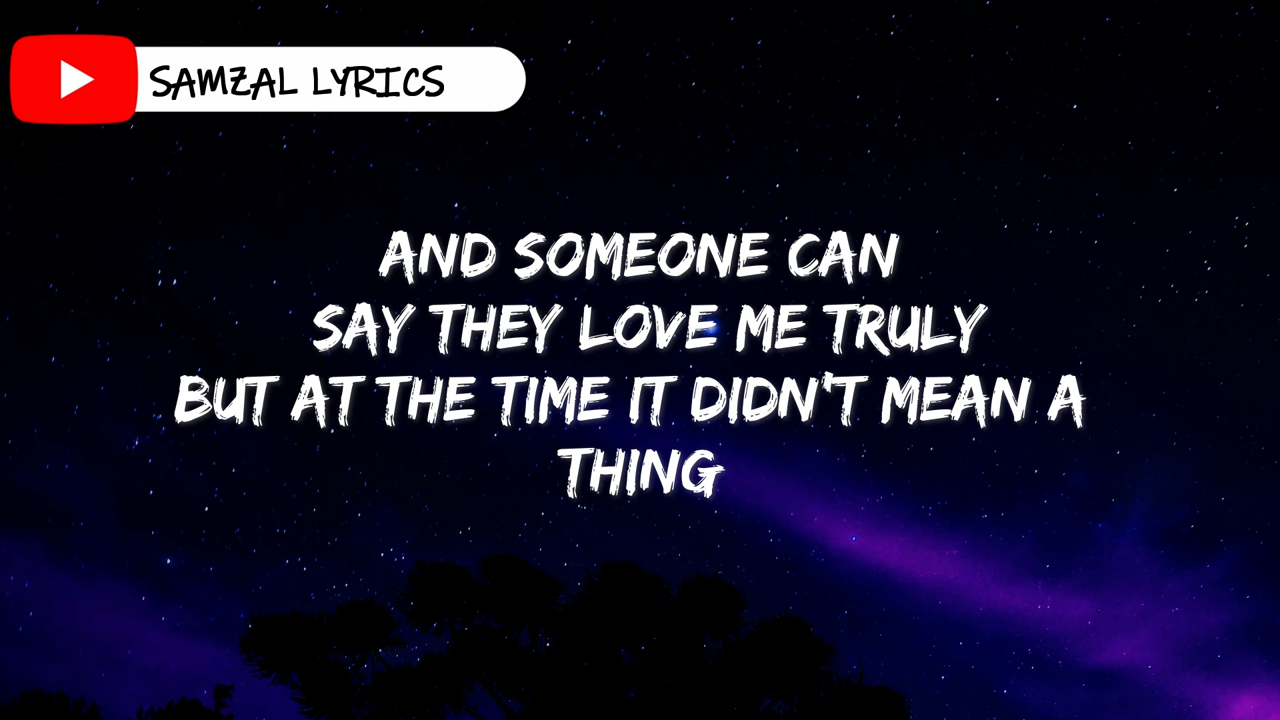 SAMZAL LYRICS
AND SOMEONE CAN
SAY THEY LOVE ME TRULY
BUT AT THE TIME IT DIDN'T MEAN A
THING